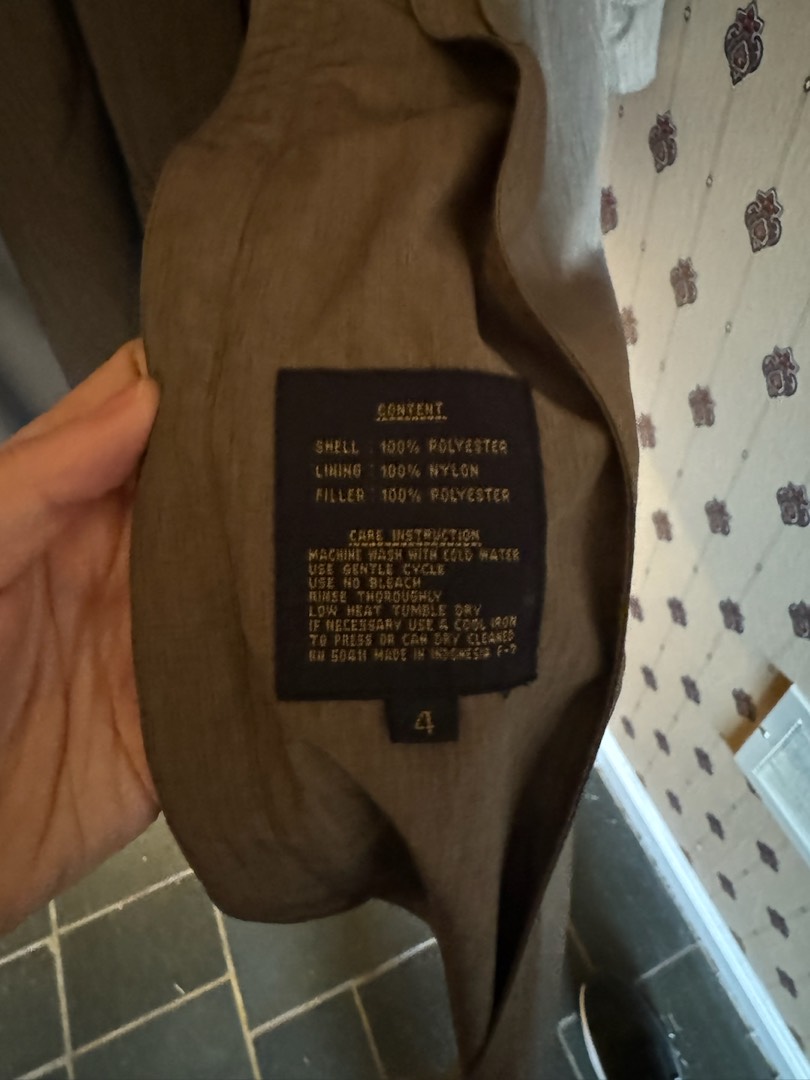 CONTENT
SHELL : 100% POLYESTER
LINING : 100% NYLON
FILLER : 100% POLYESTER
CARE INSTRUCTION
MACHINE WASH WITH COLD WATER
USE GENTLE CYCLE
USE NO BLEACH
RINSE THOROUGHLY
LOW HEAT TUMBLE DRY
IF NECESSARY USE A COOL IRON
TO PRESS OR CAN DRY CLEANED
RN 50411 MADE IN INDONESIA F-7
4